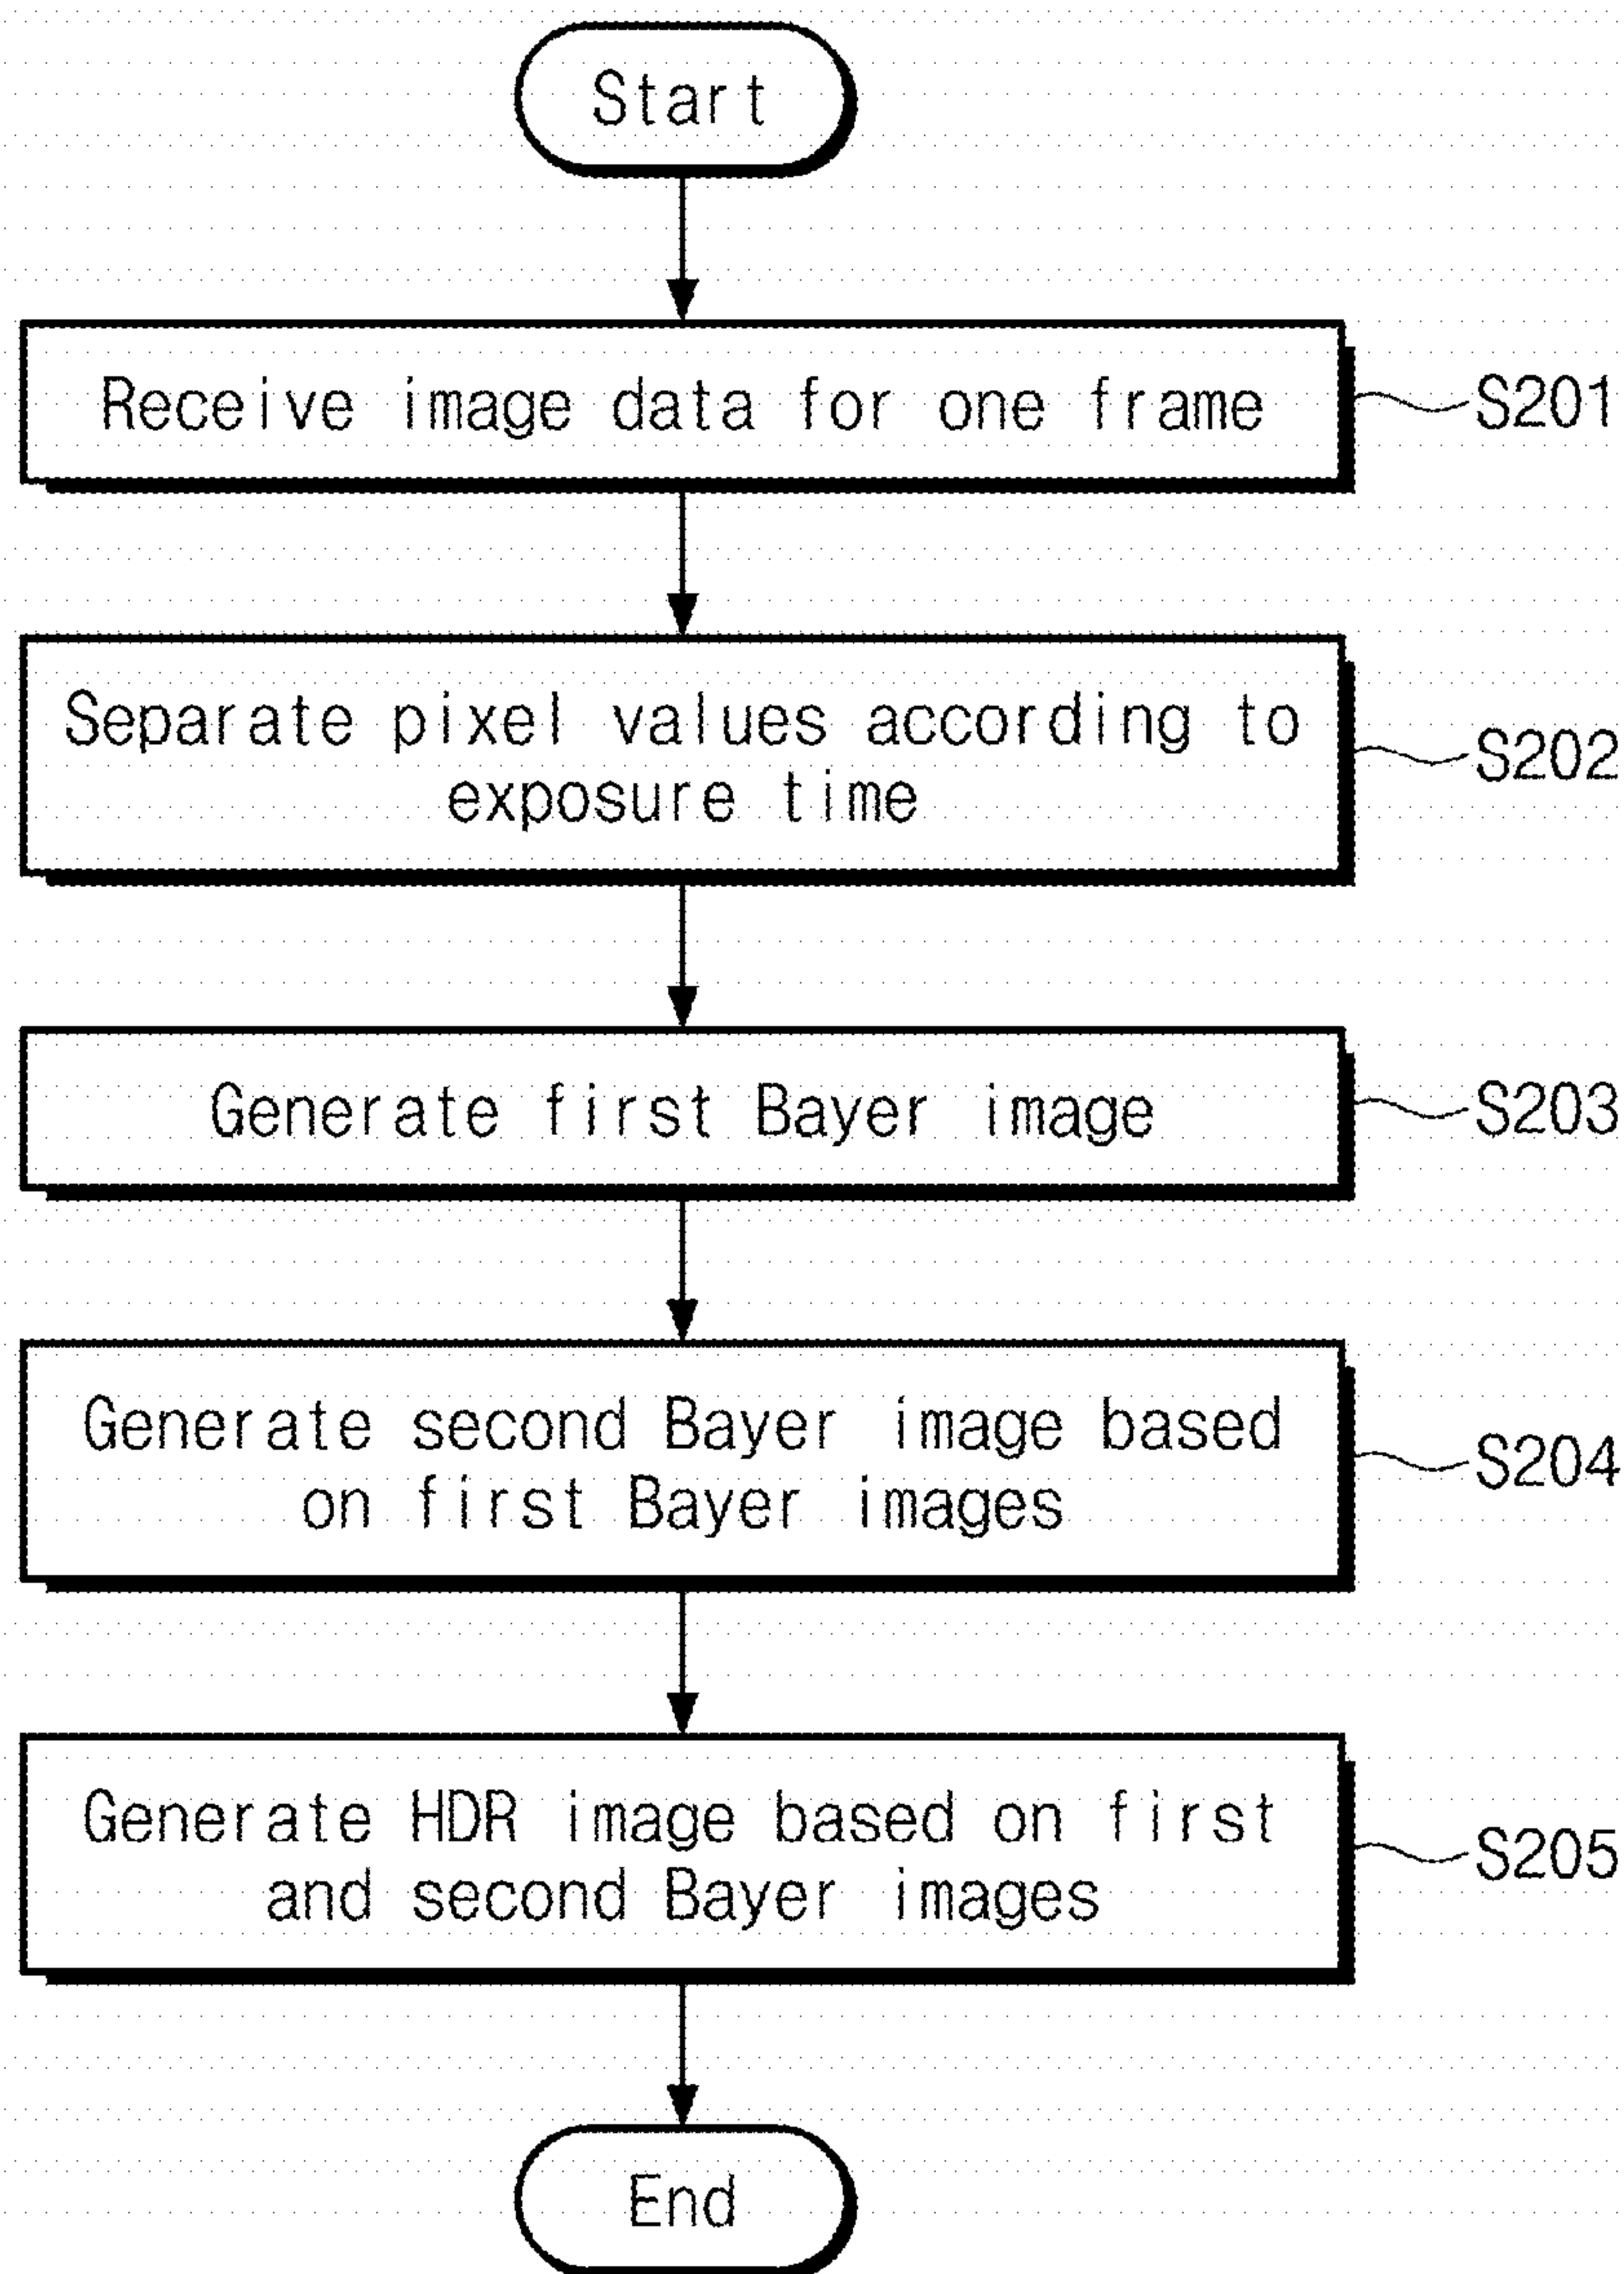 Start
Receive image data for one frame
S201
Separate pixel values according to
exposure time
S202
Generate first Bayer image
S203
Generate second Bayer image based
on first Bayer images
S204
Generate HDR image based on first
and second Bayer images
S205
End